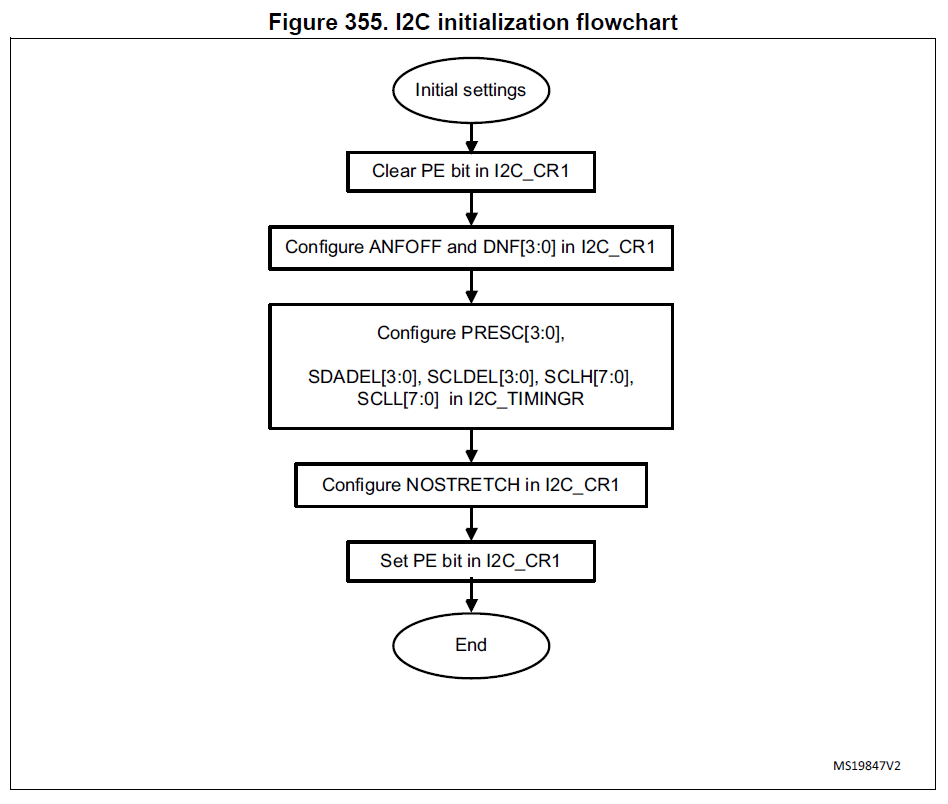 Figure 355. I2C initialization flowchart
Initial settings
Clear PE bit in I2C_CR1
Configure ANFOFF and DNF[3:0] in I2C_CR1
Configure PRESC[3:0],
SDADEL[3:0], SCLDEL[3:0], SCLH[7:0],
SCLL[7:0] in I2C_TIMINGR
Configure NOSTRETCH in I2C_CR1
Set PE bit in I2C_CR1
End
MS19847V2